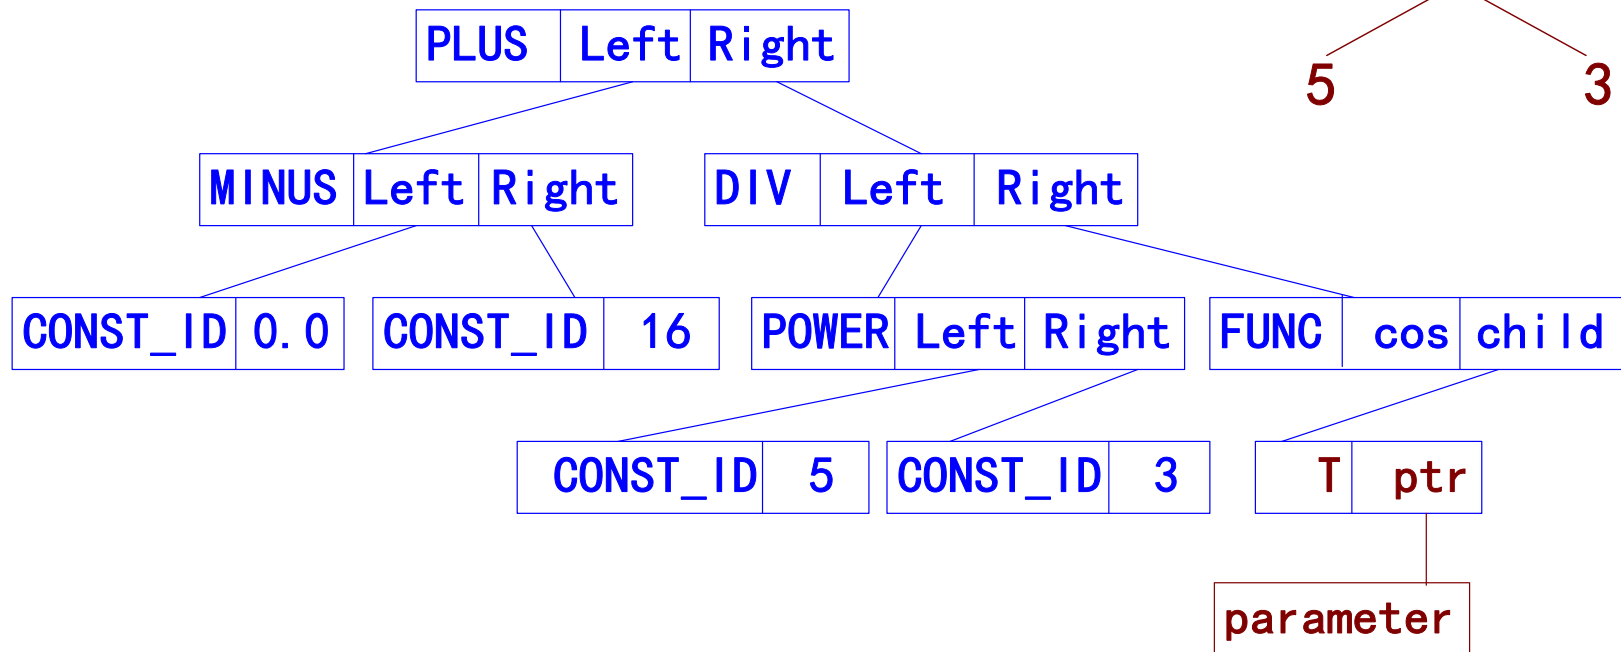 PLUS Left Right
5 3
MINUS Left Right DIV Left Right
CONST_ID 0.0 CONST_ID 16 POWER Left Right FUNC cos child
CONST_ID 5 CONST_ID 3 T ptr
parameter